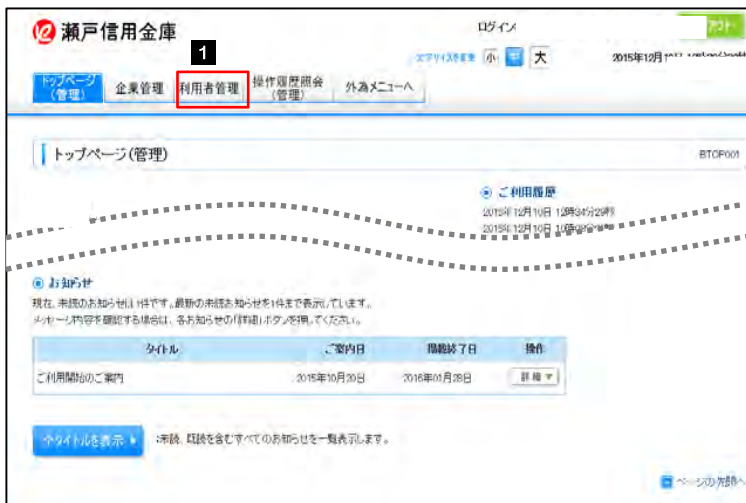 瀬戸信用金庫
ログイン
文字サイズを変更 小 中 大
2015年12月
1
トップページ(管理)
企業管理
利用者管理
操作履歴照会(管理)
外為メニューへ
トップページ(管理)
BTOP001
ご利用履歴
2015年12月10日 12時34分29秒
2015年12月10日
お知らせ
現在、未読のお知らせは1件です。最新の未読お知らせを1件まで表示しています。
メッセージ内容を確認する場合は、各お知らせの「詳細」ボタンを押してください。
タイトル ご案内日 掲載終了日 操作
ご利用開始のご案内 2015年10月20日 2016年01月28日 詳細▼
全タイトルを表示 :未読、既読を含むすべてのお知らせを一覧表示します。
ページの先頭へ